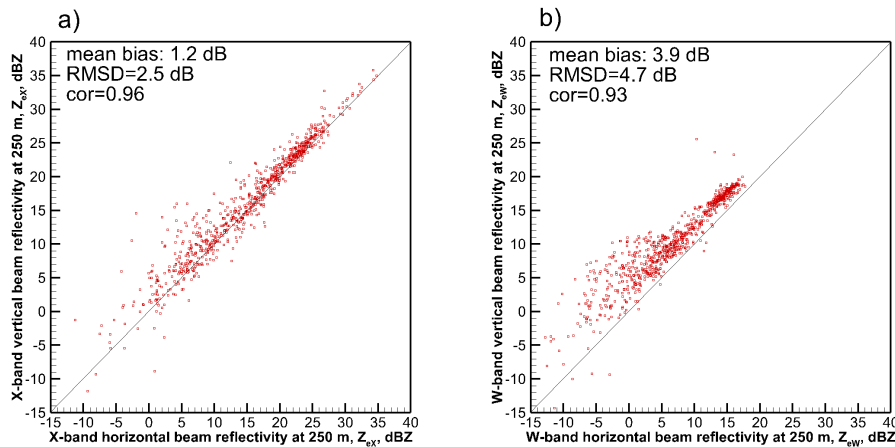 a)
mean bias: 1.2 dB
RMSD=2.5 dB
cor=0.96
X-band vertical beam reflectivity at 250 m, ZeX, dBZ
40
35
30
25
20
15
10
5
0
-5
-10
-15
-15 -10 -5 0 5 10 15 20 25 30 35 40
X-band horizontal beam reflectivity at 250 m, ZeX, dBZ
b)
mean bias: 3.9 dB
RMSD=4.7 dB
cor=0.93
W-band vertical beam reflectivity at 250 m, ZeW, dBZ
40
35
30
25
20
15
10
5
0
-5
-10
-15
-15 -10 -5 0 5 10 15 20 25 30 35 40
W-band horizontal beam reflectivity at 250 m, ZeW, dBZ